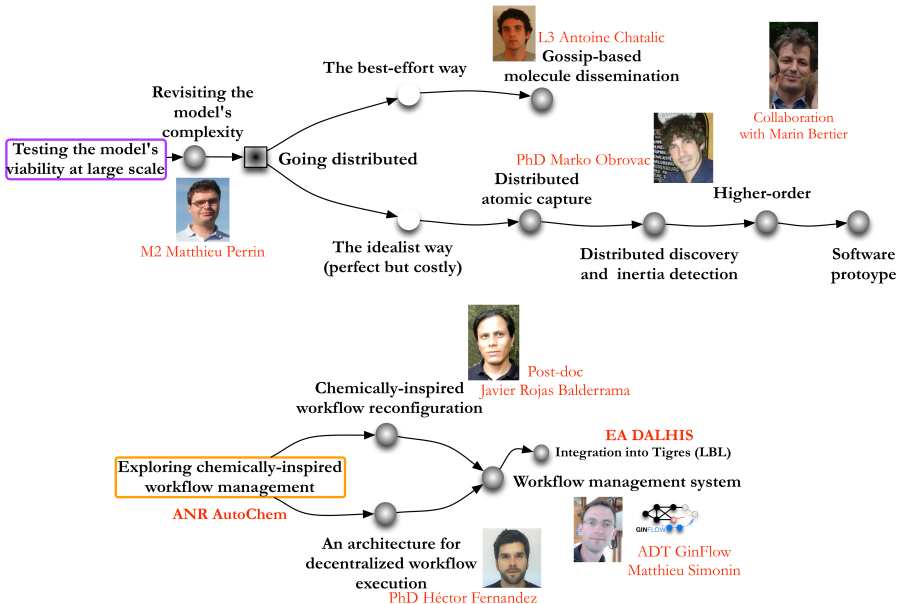 L3 Antoine Chatalic
Gossip-based
molecule dissemination
The best-effort way
Revisiting the
model's
complexity
Collaboration
with Marin Bertier
Testing the model's
viability at large scale
Going distributed
PhD Marko Obrovac
Distributed
atomic capture
Higher-order
M2 Matthieu Perrin
The idealist way
(perfect but costly)
Distributed discovery
and inertia detection
Software
protoype
Post-doc
Javier Rojas Balderrama
Chemically-inspired
workflow reconfiguration
EA DALHIS
Integration into Tigres (LBL)
Exploring chemically-inspired
workflow management
Workflow management system
ANR AutoChem
GINFLOW
An architecture for
decentralized workflow
execution
ADT GinFlow
Matthieu Simonin
PhD Héctor Fernandez